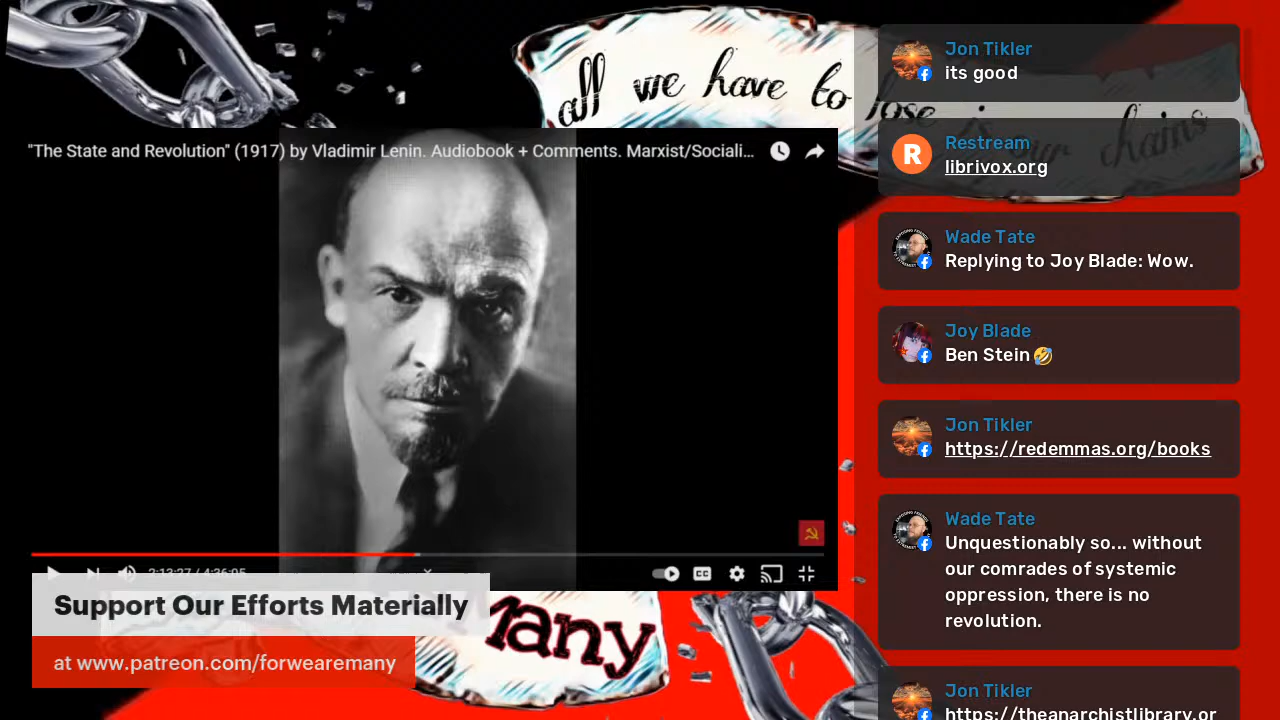 all we have to lose is our chains
"The State and Revolution" (1917) by Vladimir Lenin. Audiobook + Comments. Marxist/Sociali...
2:13:27 / 4:36:05
CC
Support Our Efforts Materially
at www.patreon.com/forwearemany
Many
Jon Tikler
its good
R
Restream
librivox.org
Wade Tate
Replying to Joy Blade: Wow.
Joy Blade
Ben Stein🤣
Jon Tikler
https://redemmas.org/books
Wade Tate
Unquestionably so... without
our comrades of systemic
oppression, there is no
revolution.
Jon Tikler
https://theanarchistlibrary.or